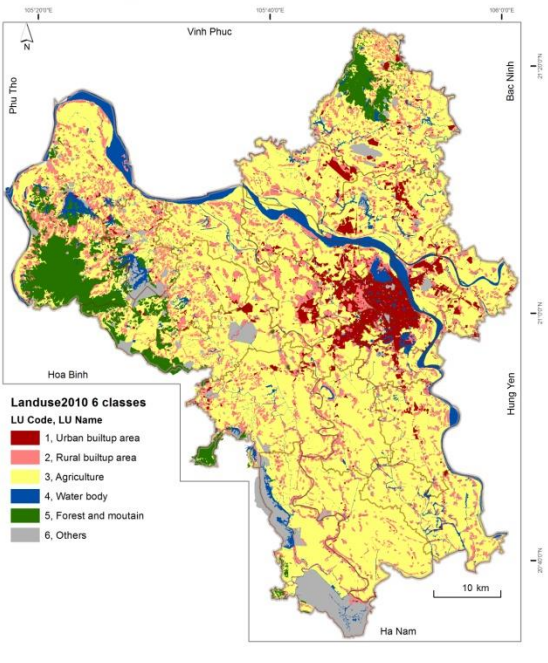 105°20'0"E
105°40'0"E
106°0'0"E
N
Vinh Phuc
Phu Tho
Bac Ninh
21°20'0"N
21°0'0"N
Hoa Binh
Hung Yen
Landuse2010 6 classes
LU Code, LU Name
1, Urban builtup area
2, Rural builtup area
3, Agriculture
4, Water body
5, Forest and moutain
6, Others
20°40'0"N
10 km
Ha Nam